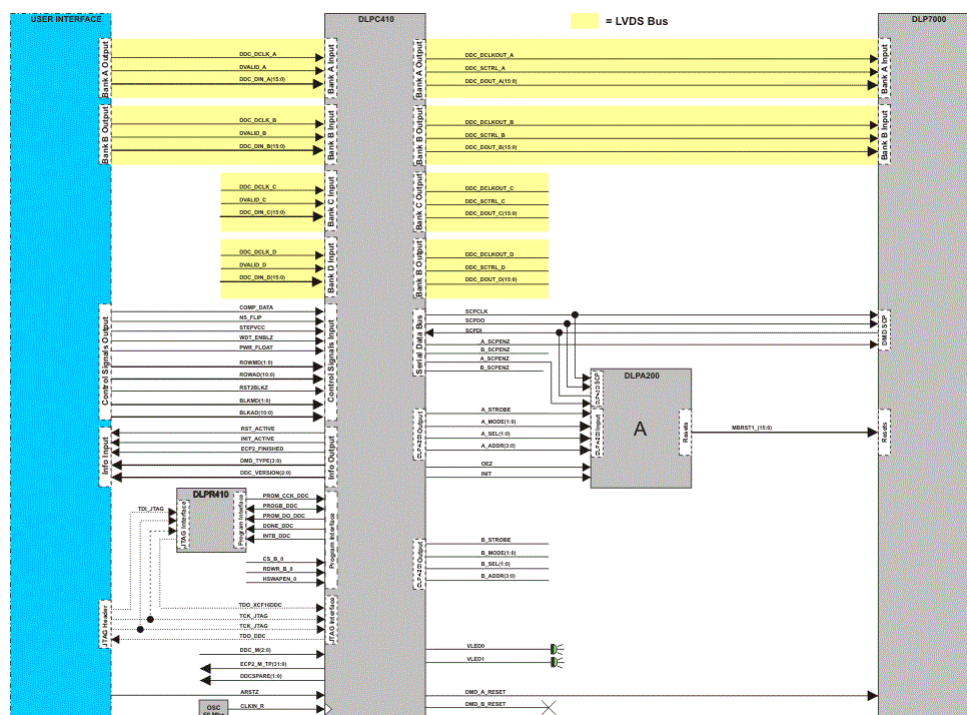 USER INTERFACE
DLPC410
= LVDS Bus
DLP7000
Bank A Output
DDC_DCLK_A
DVALID_A
DDC_DIN_A(15:0)
Bank A Input
Bank A Output
DDC_DCLKOUT_A
DDC_SCTRL_A
DDC_DOUT_A(15:0)
Bank A Input
Bank B Output
DDC_DCLK_B
DVALID_B
DDC_DIN_B(15:0)
Bank B Input
Bank B Output
DDC_DCLKOUT_B
DDC_SCTRL_B
DDC_DOUT_B(15:0)
Bank B Input
DDC_DCLK_C
DVALID_C
DDC_DIN_C(15:0)
Bank C Input
Bank C Output
DDC_DCLKOUT_C
DDC_SCTRL_C
DDC_DOUT_C(15:0)
DDC_DCLK_D
DVALID_D
DDC_DIN_D(15:0)
Bank D Input
Bank B Output
DDC_DCLKOUT_D
DDC_SCTRL_D
DDC_DOUT_D(15:0)
Control Signals Output
COMP_DATA
NS_FLIP
STEPVCC
WDT_ENBLZ
PWR_FLOAT
ROWMD(1:0)
ROWAD(10:0)
RST2BLKZ
BLKMD(1:0)
BLKAD(10:0)
Control Signals Input
Serial Data Bus
SCPCLK
SCPDO
SCPDI
A_SCPENZ
B_SCPENZ
A_SCPENZ
B_SCPENZ
DMD SCP
DLPA200
A
Resets
MBRST1_(15:0)
Resets
A_STROBE
A_MODE(1:0)
A_SEL(1:0)
A_ADDR(3:0)
OEZ
INIT
Info Input
RST_ACTIVE
INIT_ACTIVE
ECP2_FINISHED
DMD_TYPE(3:0)
DDC_VERSION(2:0)
Info Output
DLPR410
TDI_JTAG
JTAG Interface
Program Interface
PROM_CCK_DDC
PROGB_DDC
PROM_DO_DDC
DONE_DDC
INTB_DDC
CS_B_0
RDWR_B_0
HSWAPEN_0
Program Interface
B_STROBE
B_MODE(1:0)
B_SEL(1:0)
B_ADDR(3:0)
JTAG Header
TDO_XCF16DDC
TCK_JTAG
TCK_JTAG
TDO_DDC
JTAG Interface
DDC_M(2:0)
ECP2_M_TP(31:0)
DDCSPARE(1:0)
VLED0
VLED1
ARSTZ
OSC
CLKIN_R
DMD_A_RESET
DMD_B_RESET